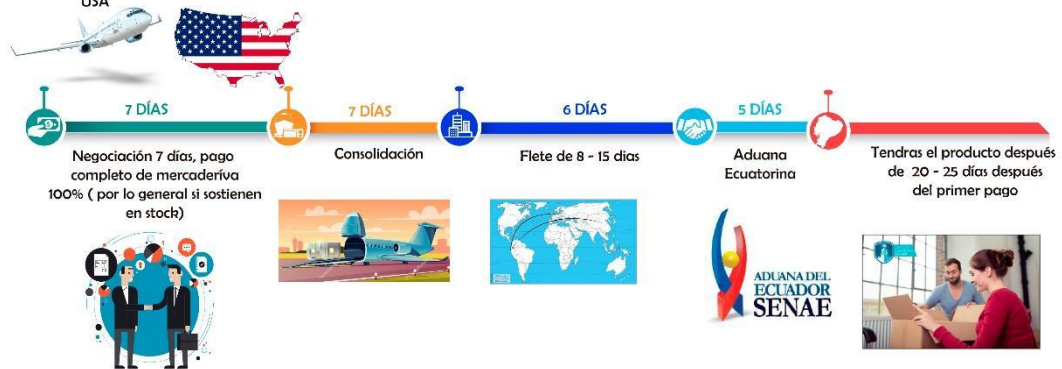 USA
7 DÍAS
7 DÍAS
6 DÍAS
5 DÍAS
Negociación 7 días, pago
completo de mercaderíva
100% ( por lo general si sostienen
en stock)
Consolidación
Flete de 8 - 15 dias
Aduana
Ecuatorina
Tendras el producto después
de 20 - 25 días después
del primer pago
ADUANA DEL
ECUADOR
SENAE